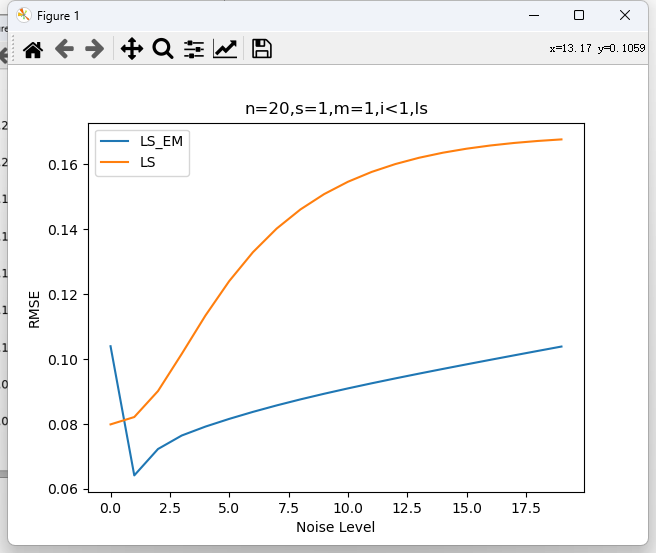 Figure 1
x=13.17 y=0.1059
n=20,s=1,m=1,i<1,ls
LS_EM
LS
0.16
0.14
0.12
0.10
0.08
0.06
RMSE
0.0 2.5 5.0 7.5 10.0 12.5 15.0 17.5
Noise Level